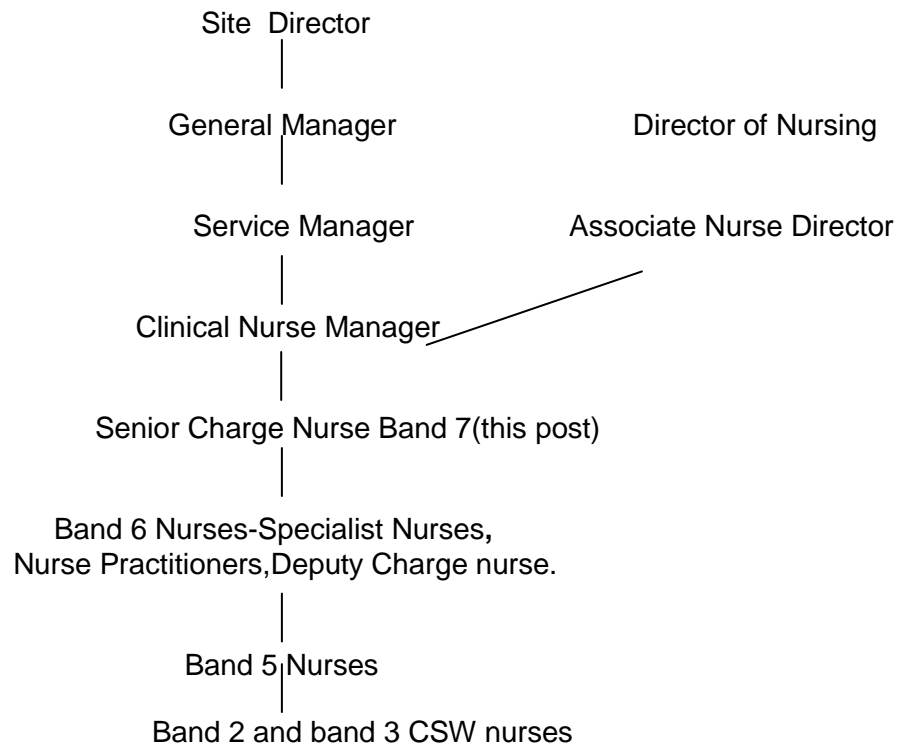 Site  Director
General Manager
Director of Nursing
Service Manager
Associate Nurse Director
Clinical Nurse Manager
Senior Charge Nurse Band 7(this post)
Band 6 Nurses-Specialist Nurses,
Nurse Practitioners,Deputy Charge nurse.
Band 5 Nurses
Band 2 and band 3 CSW nurses